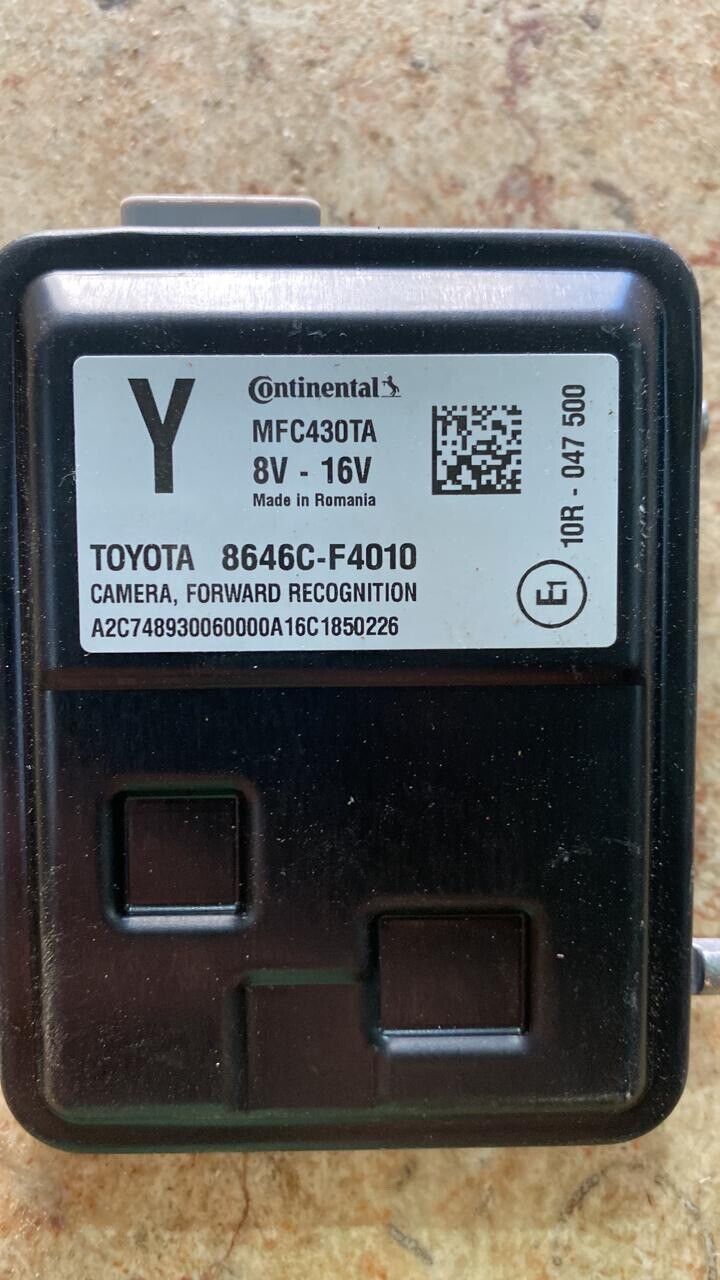 Y
Continental
MFC430TA
8V - 16V
Made in Romania
TOYOTA 8646C-F4010
CAMERA, FORWARD RECOGNITION
A2C748930060000A16C1850226
10R - 047 500
E1